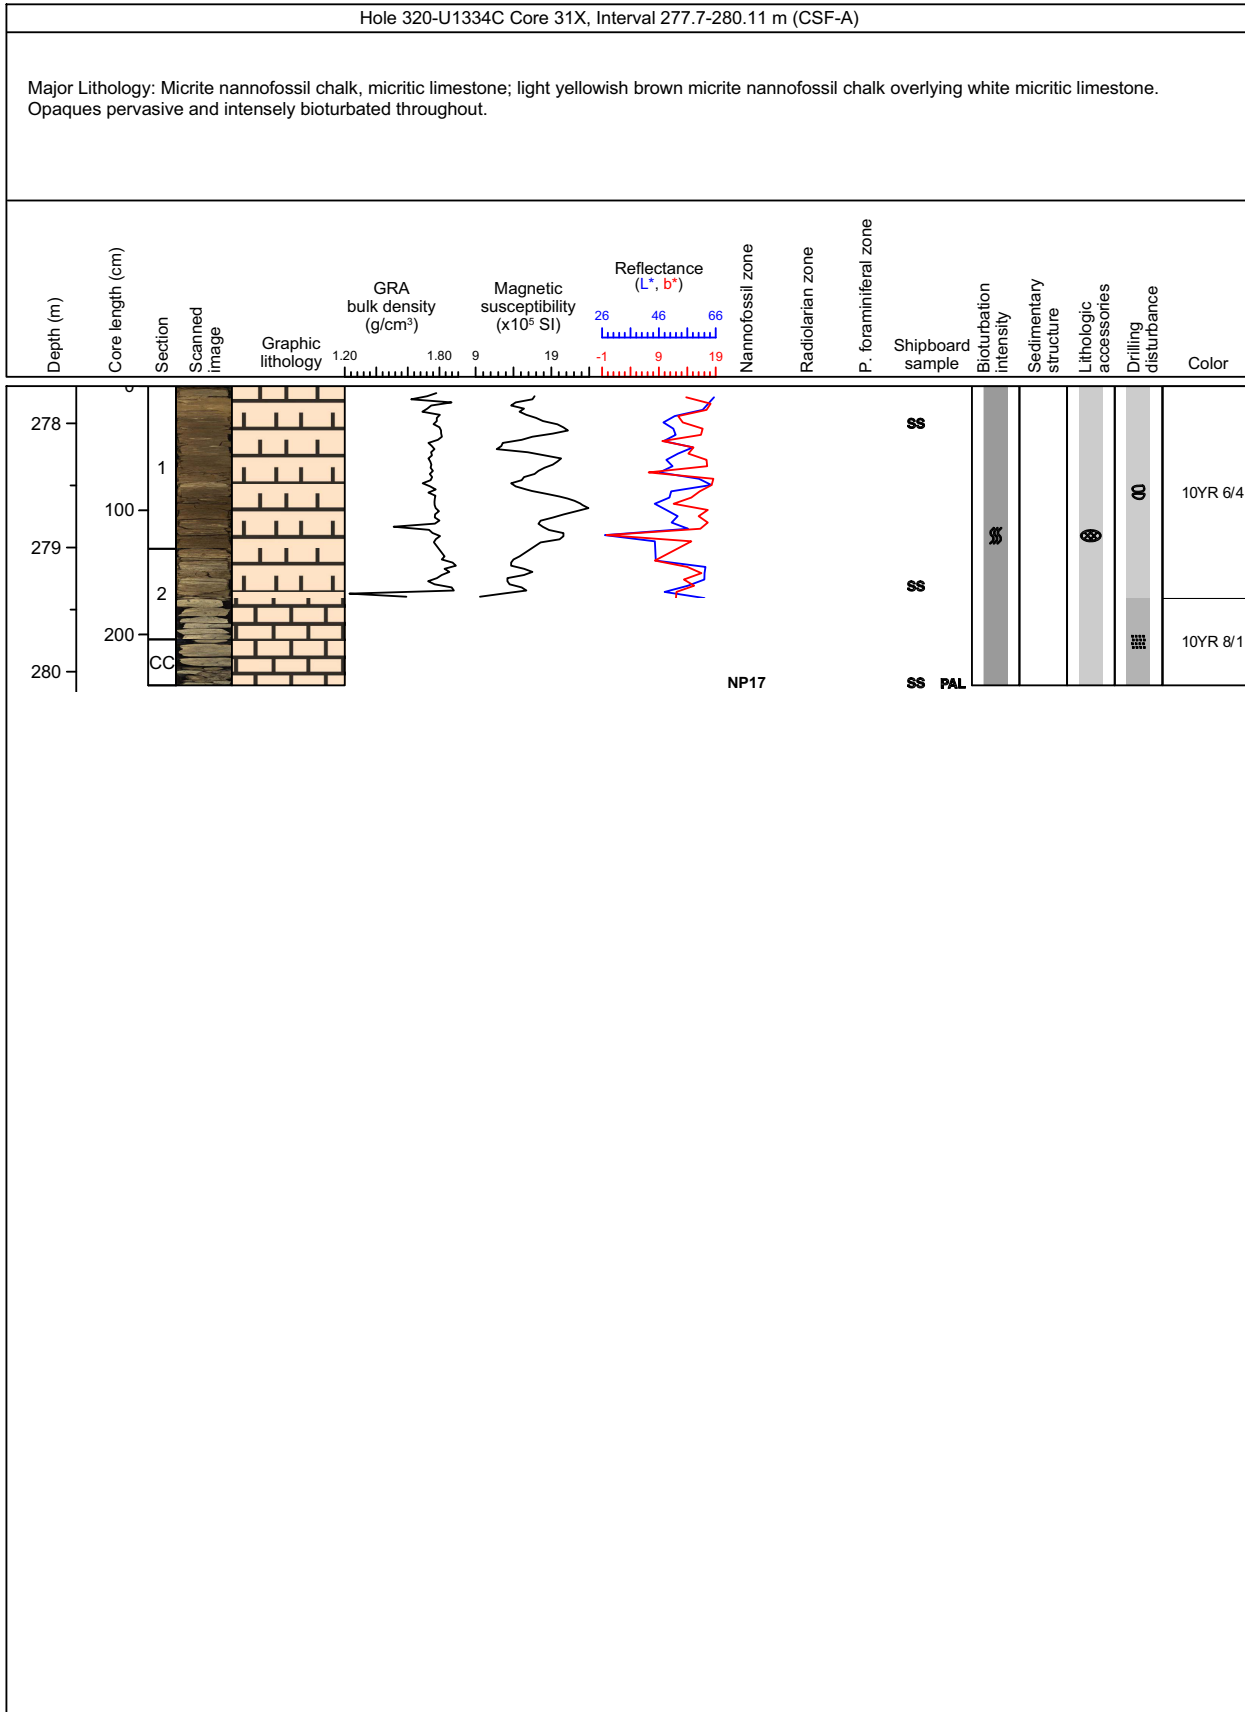 Hole 320-U1334C Core 31X, Interval 277.7-280.11 m (CSF-A)
Major Lithology: Micrite nannofossil chalk, micritic limestone; light yellowish brown micrite nannofossil chalk overlying white micritic limestone.
Opaques pervasive and intensely bioturbated throughout.
Depth (m)
Core length (cm)
Section
Scanned
image
Graphic
lithology
GRA
bulk density
(g/cm³)
1.20 1.80
Magnetic
susceptibility
(x10⁵ SI)
9 19
Reflectance
(L*, b*)
26 46 66
-1 9 19
Nannofossil zone
Radiolarian zone
P. foraminiferal zone
Shipboard
sample
Bioturbation
intensity
Sedimentary
structure
Lithologic
accessories
Drilling
disturbance
Color
0
278
SS
1
10YR 6/4
100
279
SS
2
200
10YR 8/1
CC
280
NP17
SS PAL